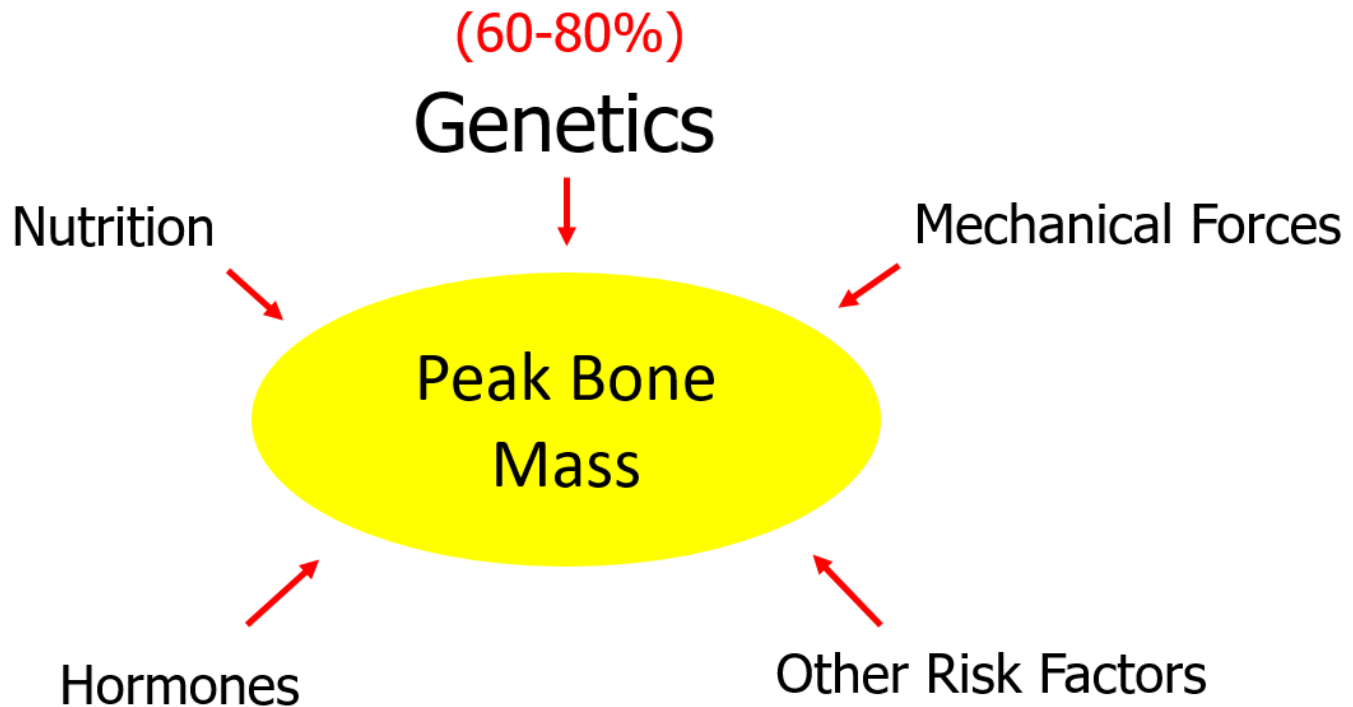 (60-80%)
Genetics
Nutrition
Mechanical Forces
Peak Bone
Mass
Hormones
Other Risk Factors